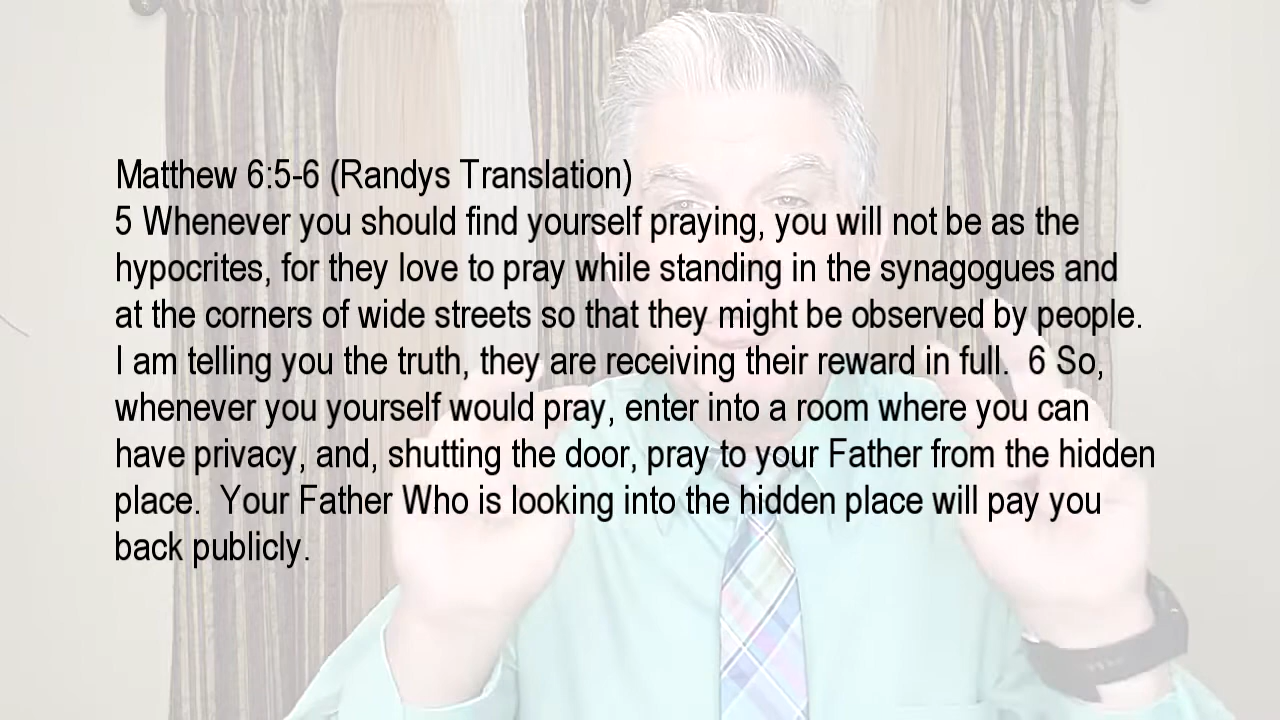 Matthew 6:5-6 (Randys Translation)
5 Whenever you should find yourself praying, you will not be as the
hypocrites, for they love to pray while standing in the synagogues and
at the corners of wide streets so that they might be observed by people.
I am telling you the truth, they are receiving their reward in full.  6 So,
whenever you yourself would pray, enter into a room where you can
have privacy, and, shutting the door, pray to your Father from the hidden
place.  Your Father Who is looking into the hidden place will pay you
back publicly.